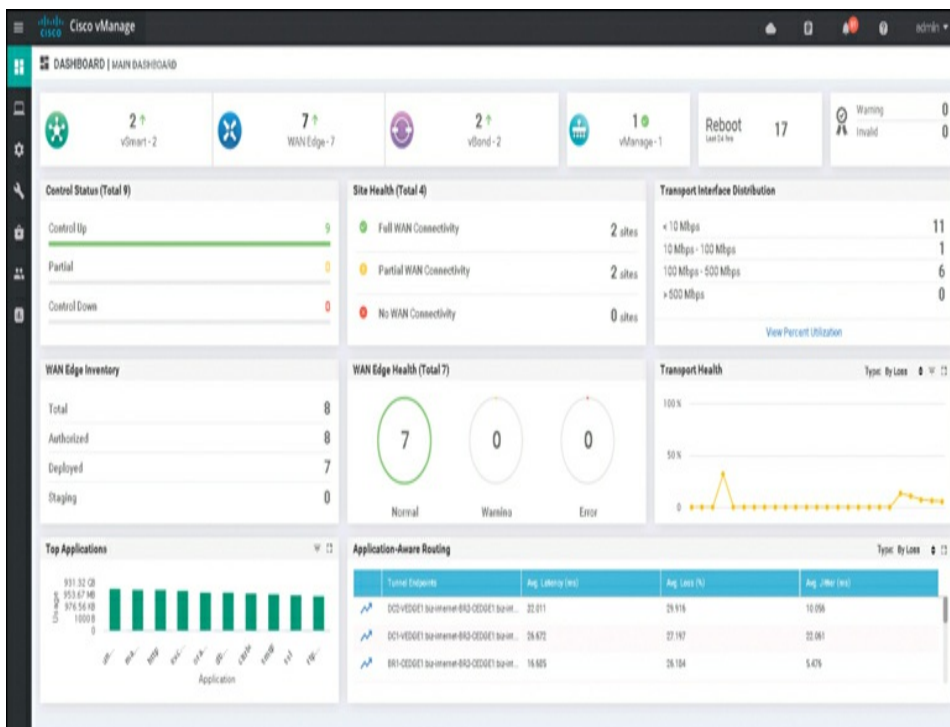 CISCO Cisco vManage
admin
DASHBOARD | MAIN DASHBOARD
2
vSmart - 2
7
WAN Edge - 7
2
vBond - 2
1
vManage - 1
Reboot
Last 24 hrs
17
Warning 0
Invalid 0
Control Status (Total 9)
Control Up 9
Partial 0
Control Down 0
Site Health (Total 4)
Full WAN Connectivity 2 sites
Partial WAN Connectivity 2 sites
No WAN Connectivity 0 sites
Transport Interface Distribution
< 10 Mbps 11
10 Mbps - 100 Mbps 1
100 Mbps - 500 Mbps 6
> 500 Mbps 0
View Percent Utilization
WAN Edge Inventory
Total 8
Authorized 8
Deployed 7
Staging 0
WAN Edge Health (Total 7)
7
Normal
0
Warning
0
Error
Transport Health
Type: By Loss
100 %
50 %
0
Top Applications
Usage
931.32 GB
953.67 MB
976.56 KB
1000 B
0
http
Application
Application-Aware Routing
Type: By Loss
Tunnel Endpoints Avg. Latency (ms) Avg. Loss (%) Avg. Jitter (ms)
22.011 10.056
26.672 27.197 22.061
16.685 26.184 5.476